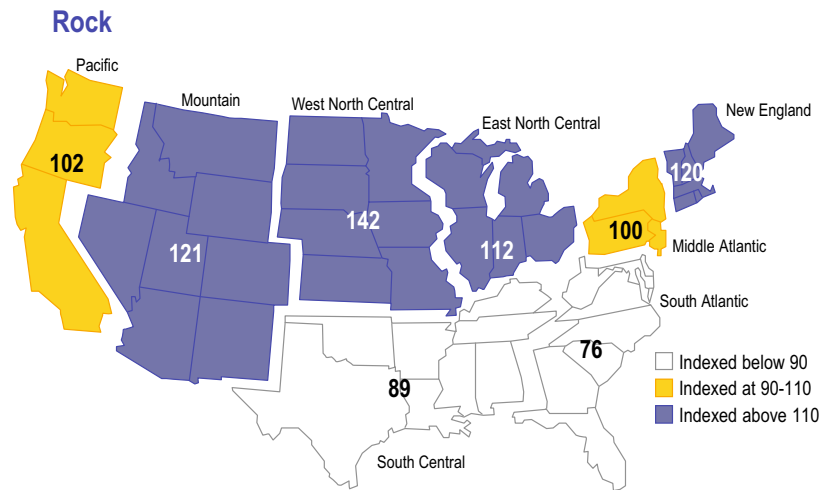 Rock
Pacific
Mountain
West North Central
East North Central
New England
102
121
142
112
120
100
Middle Atlantic
South Atlantic
76
89
South Central
Indexed below 90
Indexed at 90-110
Indexed above 110